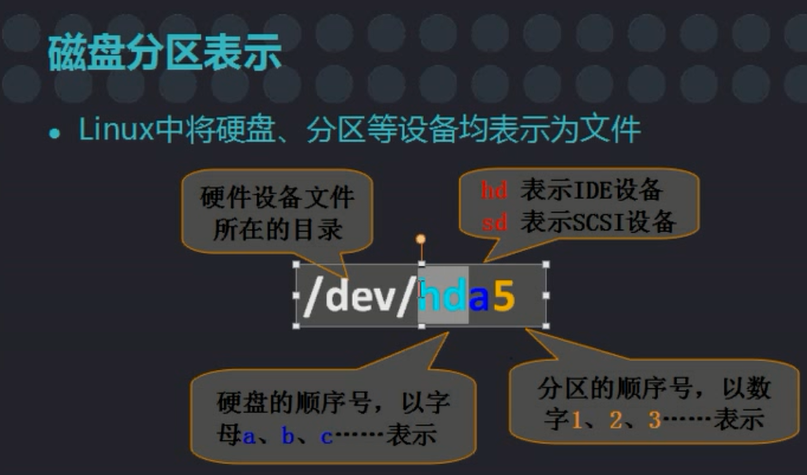 磁盘分区表示
• Linux中将硬盘、分区等设备均表示为文件
硬件设备文件
所在的目录
hd 表示IDE设备
sd 表示SCSI设备
/dev/hda5
硬盘的顺序号，以字
母a、b、c……表示
分区的顺序号，以数
字1、2、3……表示